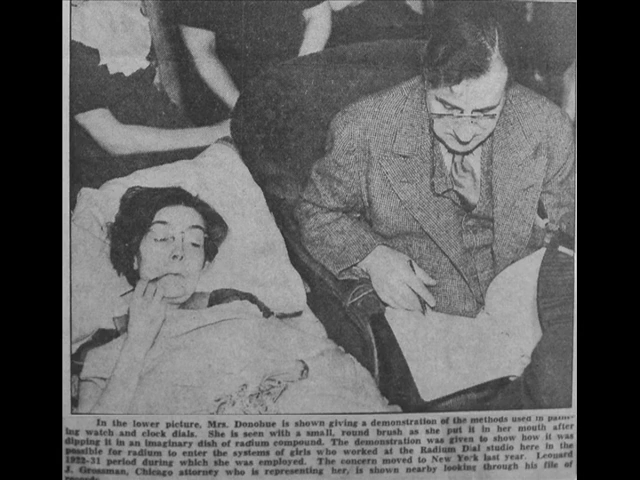 In the lower picture, Mrs. Donohue is shown giving a demonstration of the methods used in paint-
ing watch and clock dials. She is seen with a small, round brush as she put it in her mouth after
dipping it in an imaginary dish of radium compound. The demonstration was given to show how it was
possible for radium to enter the systems of girls who worked at the Radium Dial studio here in the
1922-31 period during which she was employed. The concern moved to New York last year. Leonard
J. Grossman, Chicago attorney who is representing her, is shown nearby looking through his file of